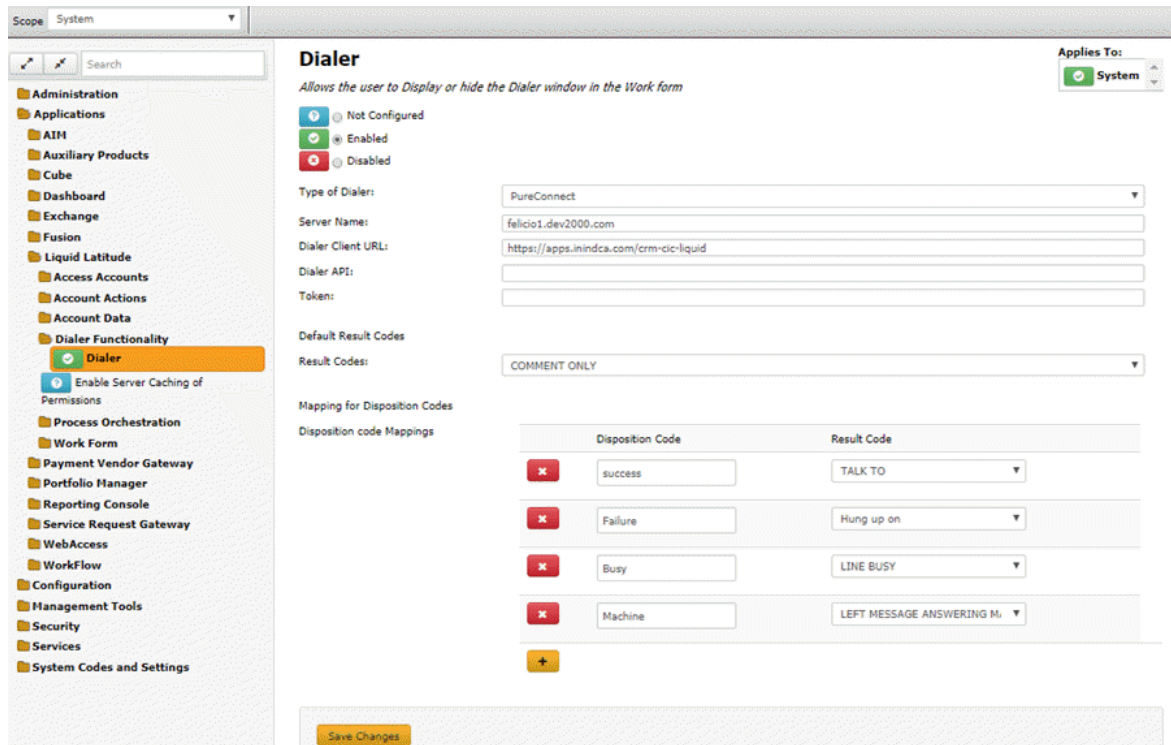 Scope System
Search
Administration
Applications
AIM
Auxiliary Products
Cube
Dashboard
Exchange
Fusion
Liquid Latitude
Access Accounts
Account Actions
Account Data
Dialer Functionality
Dialer
Enable Server Caching of
Permissions
Process Orchestration
Work Form
Payment Vendor Gateway
Portfolio Manager
Reporting Console
Service Request Gateway
WebAccess
WorkFlow
Configuration
Management Tools
Security
Services
System Codes and Settings
Dialer
Allows the user to Display or hide the Dialer window in the Work form
Applies To:
System
Not Configured
Enabled
Disabled
Type of Dialer: PureConnect
Server Name: felicio1.dev2000.com
Dialer Client URL: https://apps.inindca.com/crm-cic-liquid
Dialer API:
Token:
Default Result Codes
Result Codes: COMMENT ONLY
Mapping for Disposition Codes
Disposition code Mappings
Disposition Code Result Code
success TALK TO
Failure Hung up on
Busy LINE BUSY
Machine LEFT MESSAGE ANSWERING
Save Changes